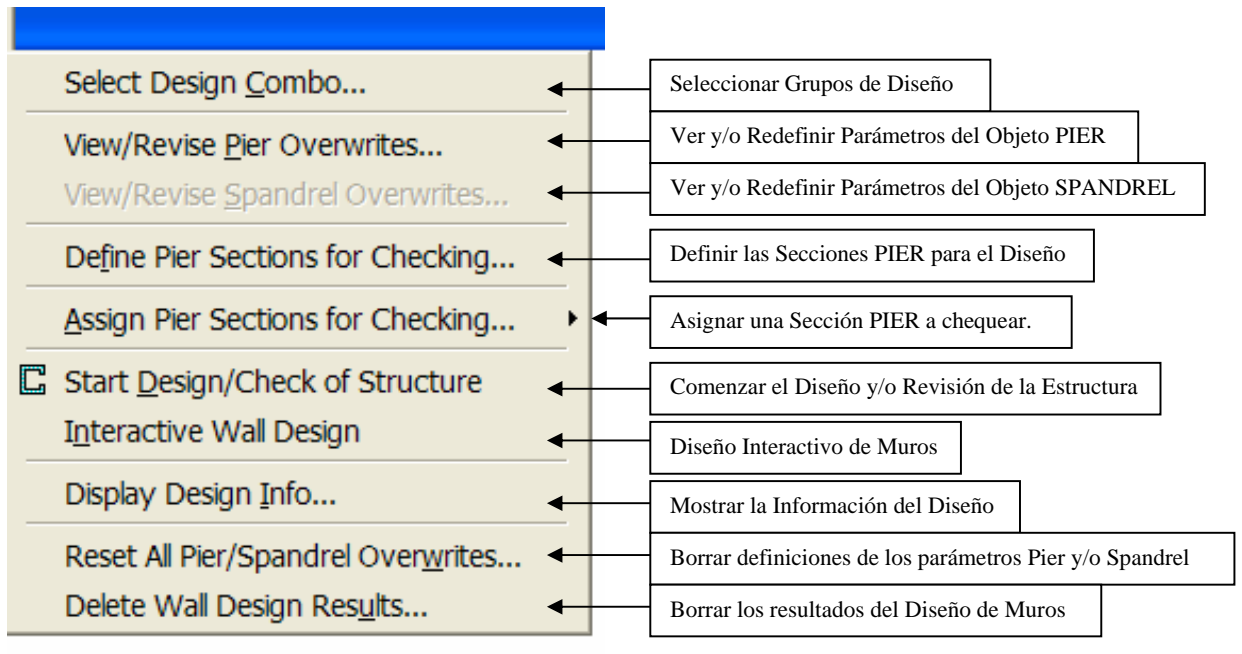 Select Design Combo...
Seleccionar Grupos de Diseño
View/Revise Pier Overwrites...
Ver y/o Redefinir Parámetros del Objeto PIER
View/Revise Spandrel Overwrites...
Ver y/o Redefinir Parámetros del Objeto SPANDREL
Define Pier Sections for Checking...
Definir las Secciones PIER para el Diseño
Assign Pier Sections for Checking...
Asignar una Sección PIER a chequear.
Start Design/Check of Structure
Comenzar el Diseño y/o Revisión de la Estructura
Interactive Wall Design
Diseño Interactivo de Muros
Display Design Info...
Mostrar la Información del Diseño
Reset All Pier/Spandrel Overwrites...
Borrar definiciones de los parámetros Pier y/o Spandrel
Delete Wall Design Results...
Borrar los resultados del Diseño de Muros